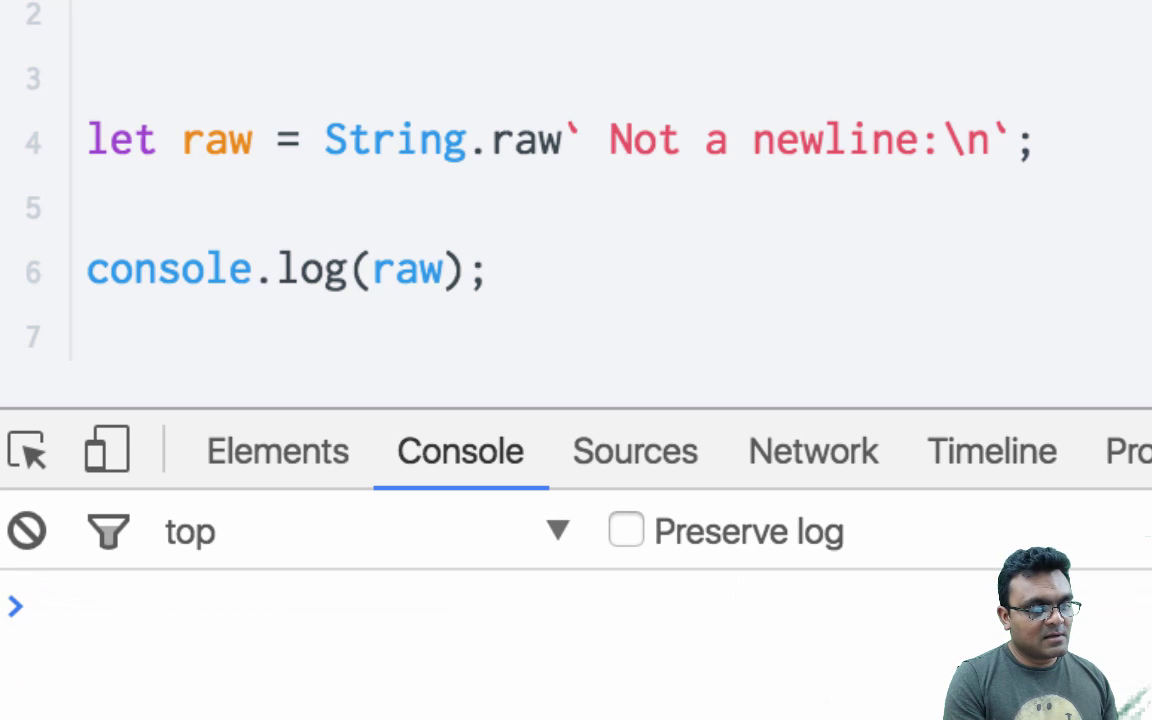 2
3
4 let raw = String.raw` Not a newline:\n`;
5
6 console.log(raw);
7
Elements Console Sources Network Timeline Pro
top ▼ Preserve log
>